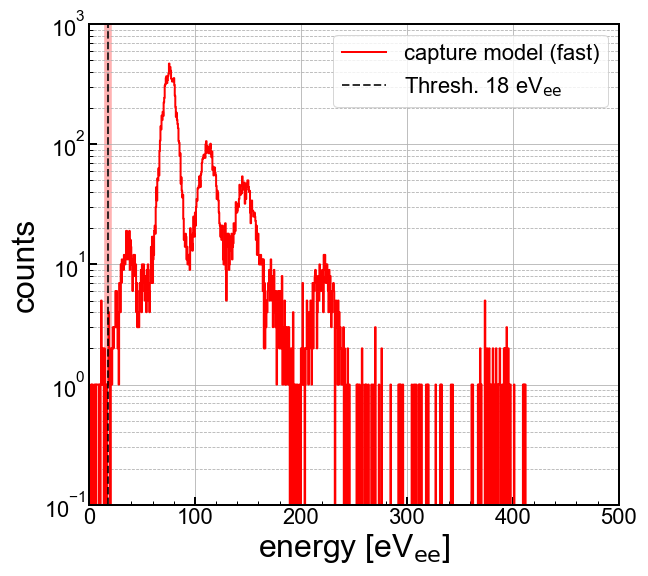 10³
10²
10¹
10⁰
10⁻¹
counts
capture model (fast)
Thresh. 18 eVₑₑ
0 100 200 300 400 500
energy [eVₑₑ]